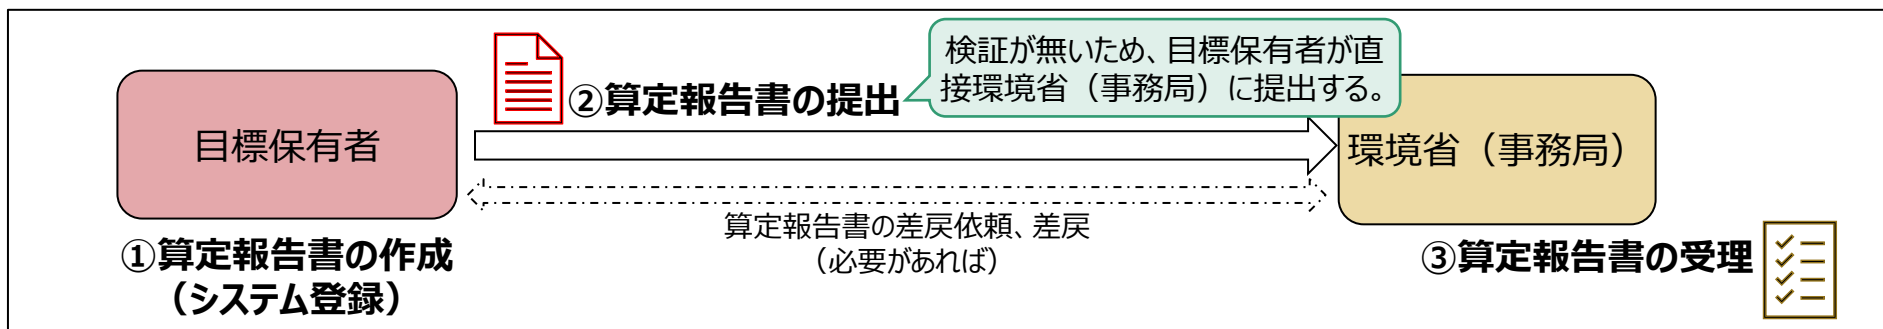 検証が無いため、目標保有者が直
接環境省（事務局）に提出する。
②算定報告書の提出
目標保有者
環境省（事務局）
算定報告書の差戻依頼、差戻
（必要があれば）
①算定報告書の作成
（システム登録）
③算定報告書の受理